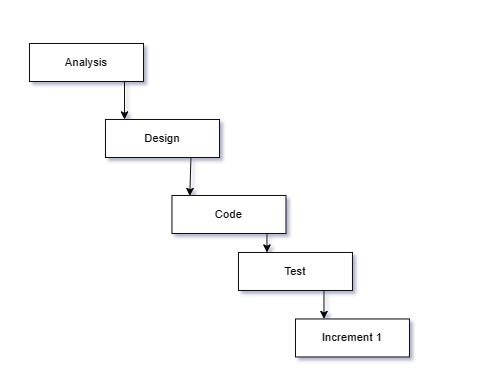 Analysis
Design
Code
Test
Increment 1